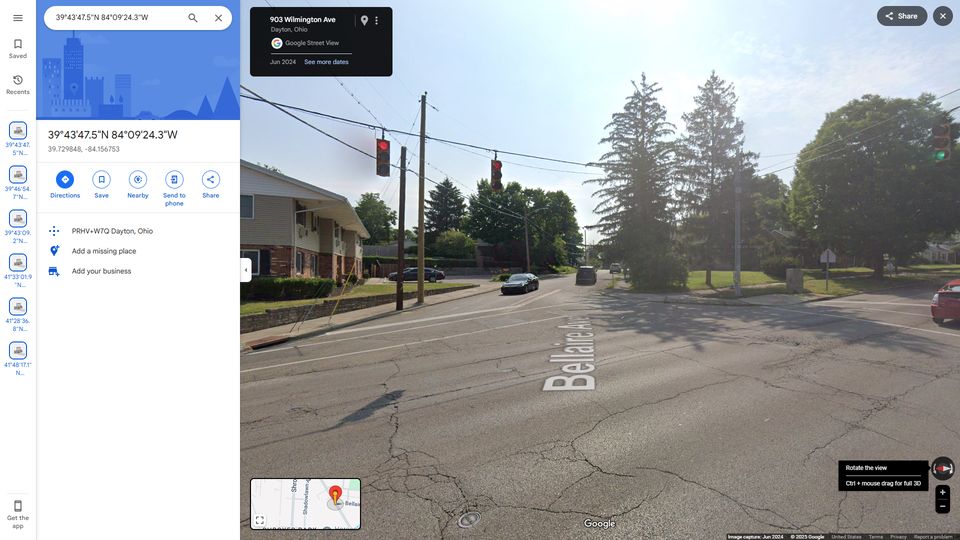 39°43'47.5"N 84°09'24.3"W
Saved
Recents
39°43'47.
5"N...
39°46'54.
7"N...
39°43'09.
2"N...
41°33'01.9
"N...
41°28'36.
8"N...
41°48'17.1"
N...
Get the
app
39°43'47.5"N 84°09'24.3"W
39.729848, -84.156753
Directions
Save
Nearby
Send to
phone
Share
PRHV+W7Q Dayton, Ohio
Add a missing place
Add your business
903 Wilmington Ave
Dayton, Ohio
Google Street View
Jun 2024 See more dates
Share
Bellaire Ave
Rotate the view
Ctrl + mouse drag for full 3D
Google
Image capture: Jun 2024 © 2025 Google United States Terms Privacy Report a problem